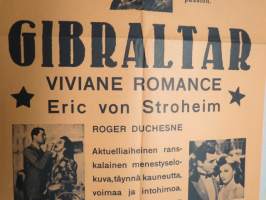 GIBRALTAR
VIVIANE ROMANCE
Eric von Stroheim
ROGER DUCHESNE
Aktuelliaiheinen rans-
kalainen menestyselo-
kuva, täynnä kauneutta,
voimaa ja intohimoa.